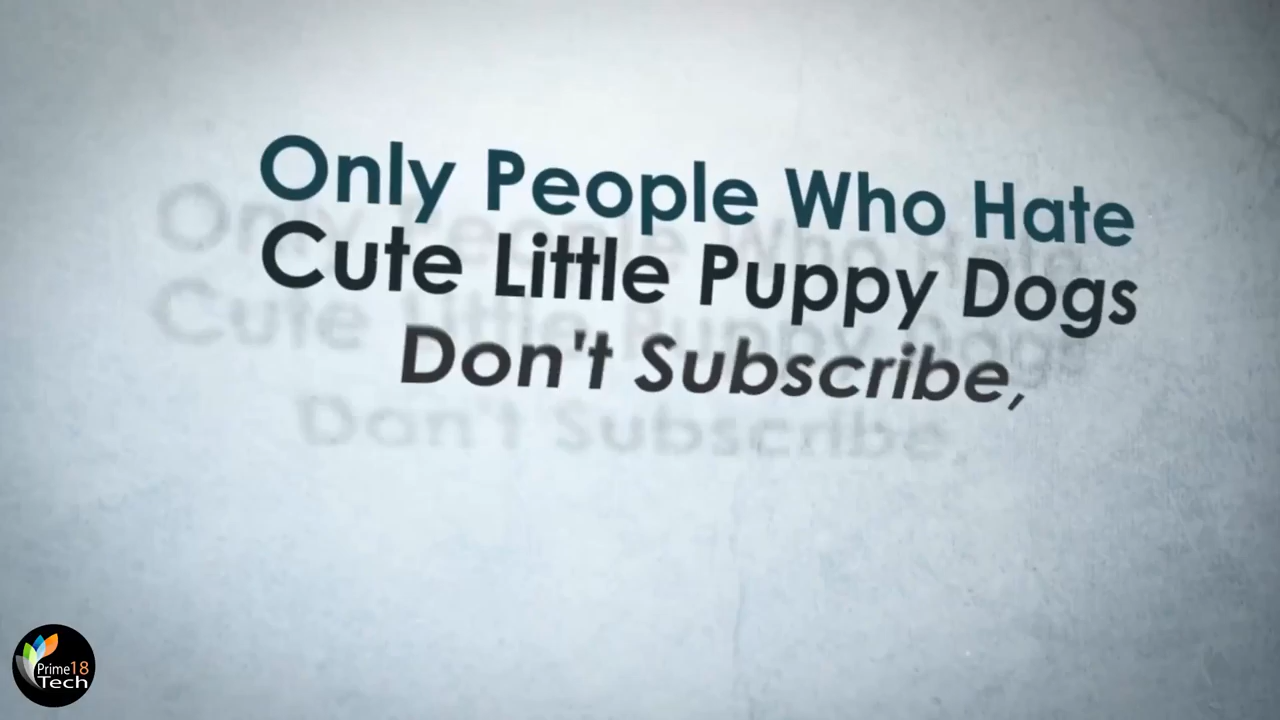 Only People Who Hate
Cute Little Puppy Dogs
Don't Subscribe,
Prime18
Tech